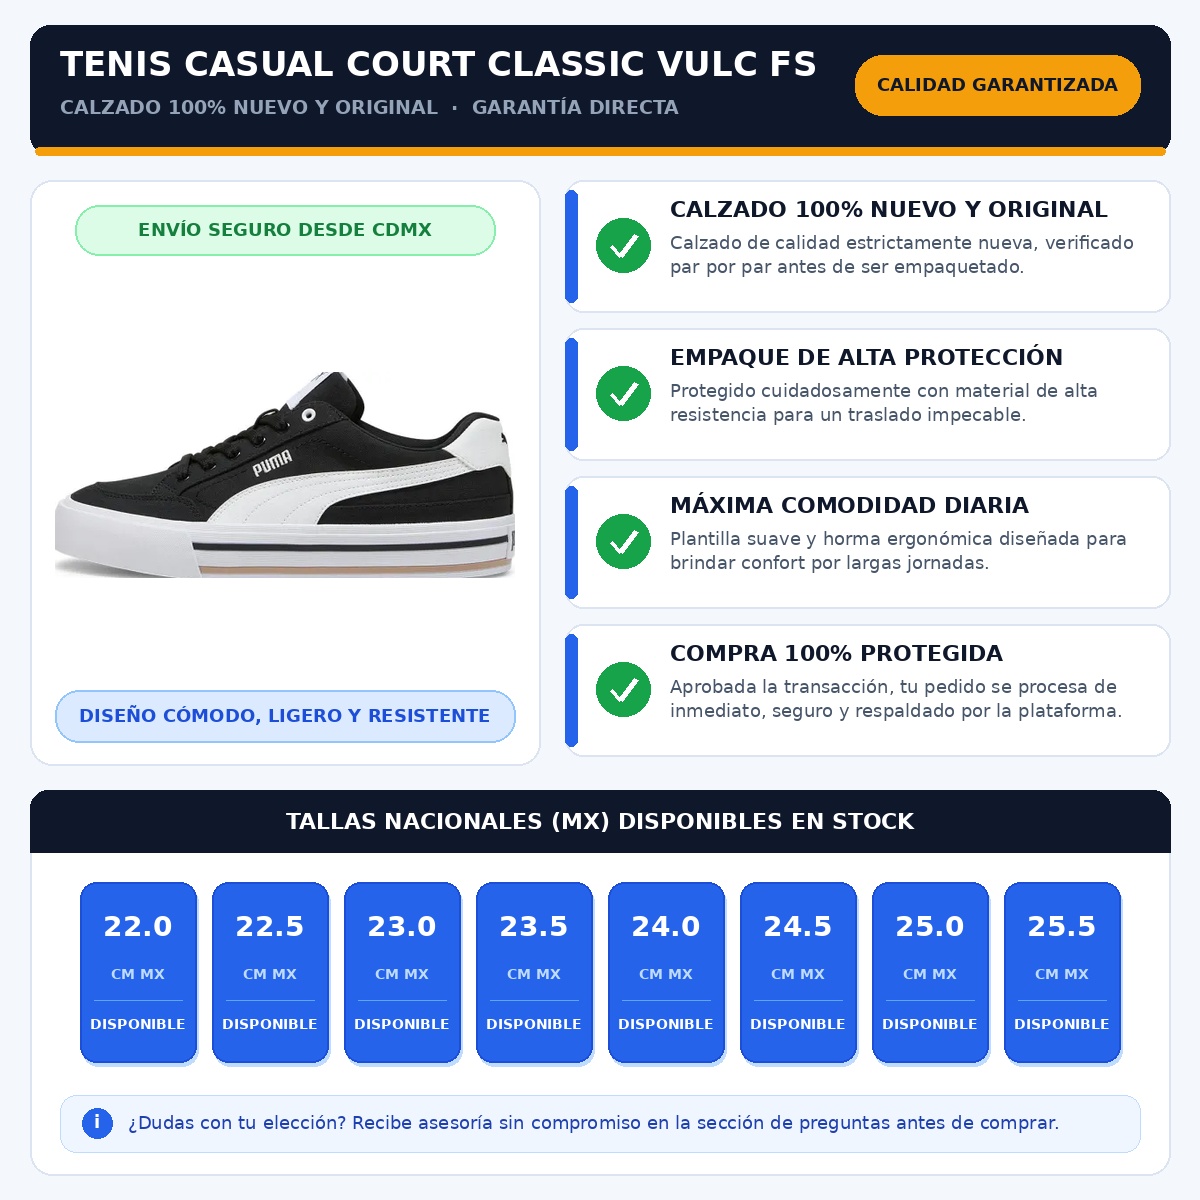 TENIS CASUAL COURT CLASSIC VULC FS
CALZADO 100% NUEVO Y ORIGINAL · GARANTÍA DIRECTA
CALIDAD GARANTIZADA
ENVÍO SEGURO DESDE CDMX
PUMA
DISEÑO CÓMODO, LIGERO Y RESISTENTE
CALZADO 100% NUEVO Y ORIGINAL
Calzado de calidad estrictamente nueva, verificado
par por par antes de ser empaquetado.
EMPAQUE DE ALTA PROTECCIÓN
Protegido cuidadosamente con material de alta
resistencia para un traslado impecable.
MÁXIMA COMODIDAD DIARIA
Plantilla suave y horma ergonómica diseñada para
brindar confort por largas jornadas.
COMPRA 100% PROTEGIDA
Aprobada la transacción, tu pedido se procesa de
inmediato, seguro y respaldado por la plataforma.
TALLAS NACIONALES (MX) DISPONIBLES EN STOCK
22.0 22.5 23.0 23.5 24.0 24.5 25.0 25.5
CM MX CM MX CM MX CM MX CM MX CM MX CM MX CM MX
DISPONIBLE DISPONIBLE DISPONIBLE DISPONIBLE DISPONIBLE DISPONIBLE DISPONIBLE DISPONIBLE
i ¿Dudas con tu elección? Recibe asesoría sin compromiso en la sección de preguntas antes de comprar.